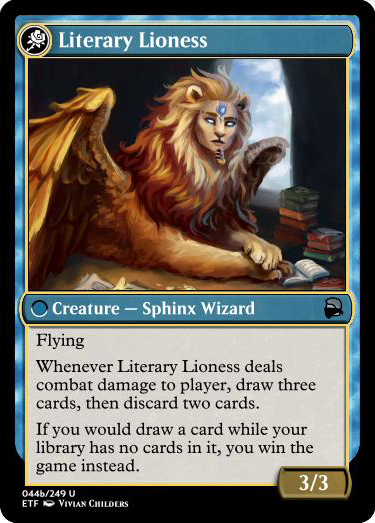 Literary Lioness
Creature — Sphinx Wizard
Flying
Whenever Literary Lioness deals
combat damage to player, draw three
cards, then discard two cards.
If you would draw a card while your
library has no cards in it, you win the
game instead.
3/3
044b/249 U
ETF Vivian Childers